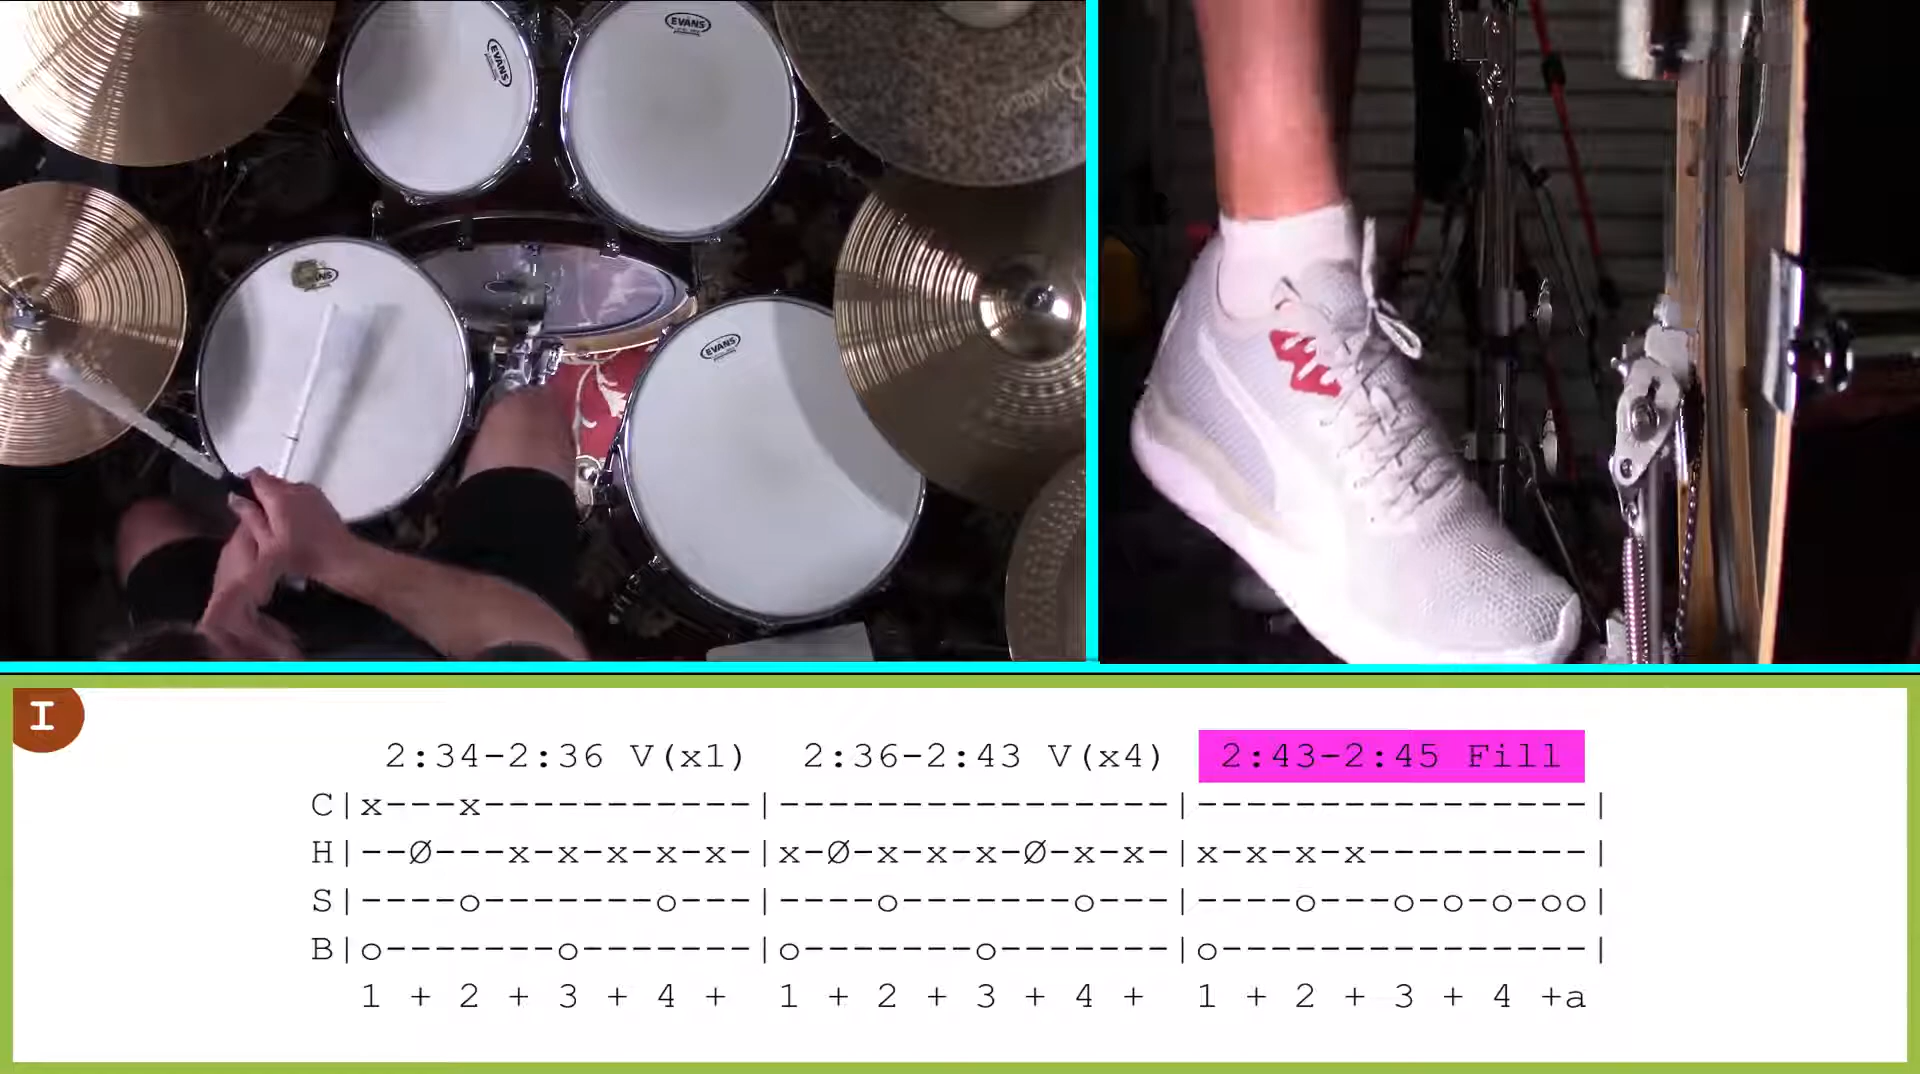 EVANS
EVANS
EVANS
I
2:34-2:36 V(x1) 2:36-2:43 V(x4) 2:43-2:45 Fill
C|x---x-----------|----------------|----------------|
H|--Ø---x-x-x-x-x-|x-Ø-x-x-x-Ø-x-x-|x-x-x-x---------|
S|----o-------o---|----o-------o---|----o---o-o-o-oo|
B|o-------o-------|o-------o-------|o---------------|
1 + 2 + 3 + 4 + 1 + 2 + 3 + 4 + 1 + 2 + 3 + 4 +a